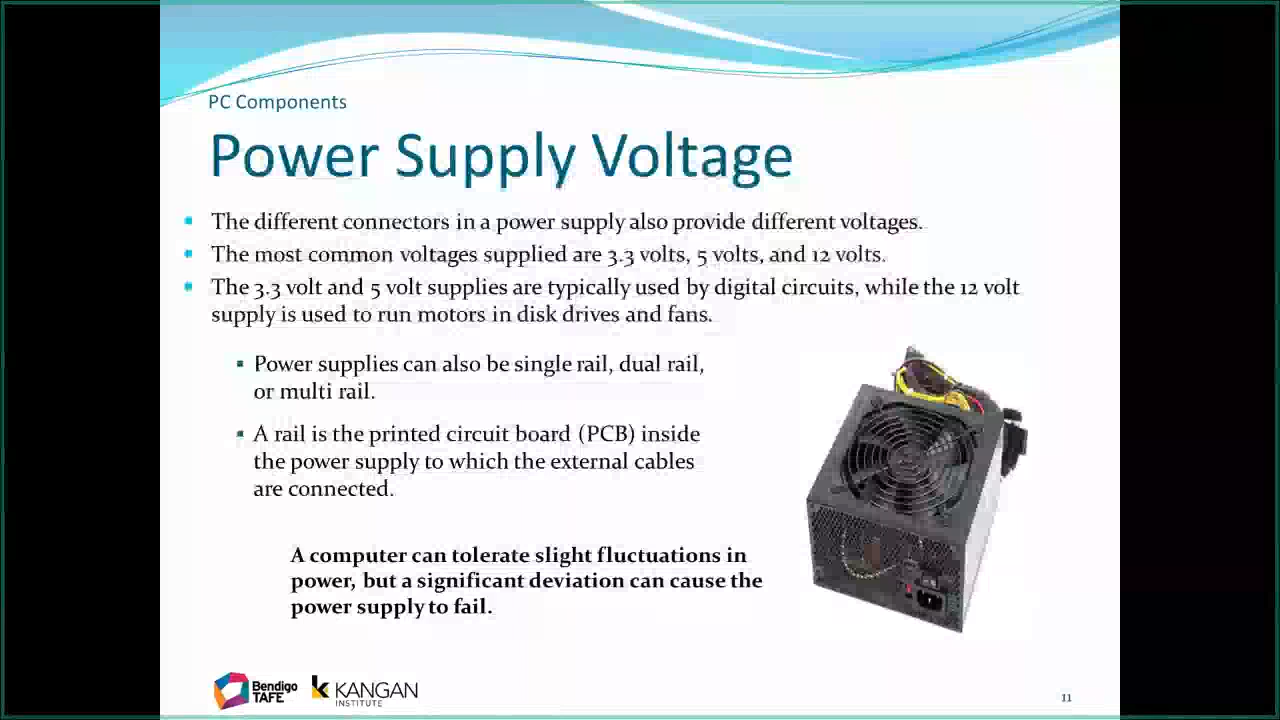 PC Components
Power Supply Voltage
The different connectors in a power supply also provide different voltages.
The most common voltages supplied are 3.3 volts, 5 volts, and 12 volts.
The 3.3 volt and 5 volt supplies are typically used by digital circuits, while the 12 volt
supply is used to run motors in disk drives and fans.
Power supplies can also be single rail, dual rail,
or multi rail.
A rail is the printed circuit board (PCB) inside
the power supply to which the external cables
are connected.
A computer can tolerate slight fluctuations in
power, but a significant deviation can cause the
power supply to fail.
Bendigo
TAFE
KANGAN
INSTITUTE
11